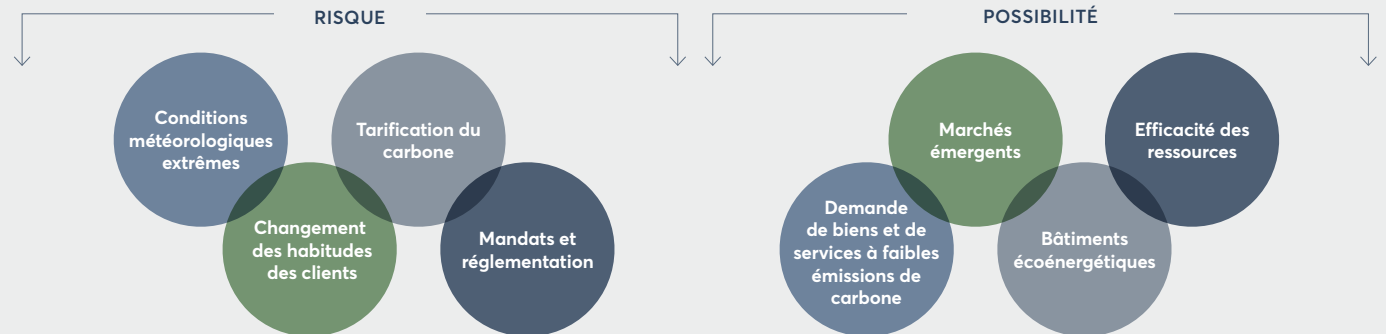 RISQUE
Conditions
météorologiques
extrêmes
Tarification du
carbone
Changement
des habitudes
des clients
Mandats et
réglementation
POSSIBILITÉ
Demande
de biens et de
services à faibles
émissions de
carbone
Marchés
émergents
Bâtiments
écoénergétiques
Efficacité des
ressources